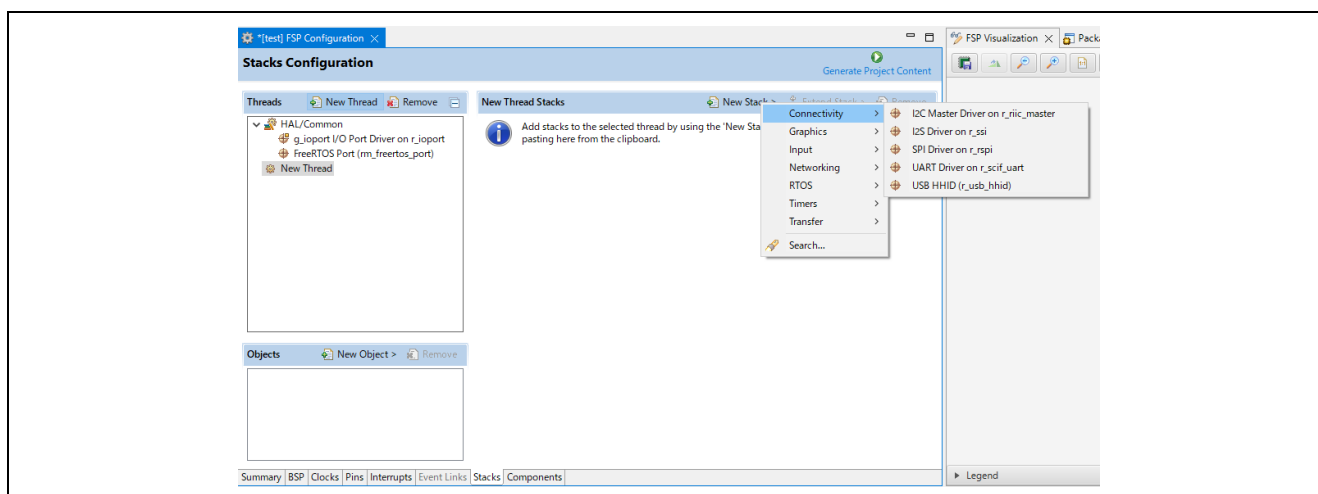 *[test] FSP Configuration
FSP Visualization
Pack
Stacks Configuration
Generate Project Content
Threads
New Thread
Remove
New Thread Stacks
New Stack >
Extend Stack >
Remove
HAL/Common
g_ioport I/O Port Driver on r_ioport
FreeRTOS Port (rm_freertos_port)
New Thread
Add stacks to the selected thread by using the 'New Sta
pasting here from the clipboard.
Connectivity >
Graphics >
Input >
Networking >
RTOS >
Timers >
Transfer >
Search...
I2C Master Driver on r_riic_master
I2S Driver on r_ssi
SPI Driver on r_rspi
UART Driver on r_scif_uart
USB HHID (r_usb_hhid)
Objects
New Object >
Remove
Summary BSP Clocks Pins Interrupts Event Links Stacks Components
Legend